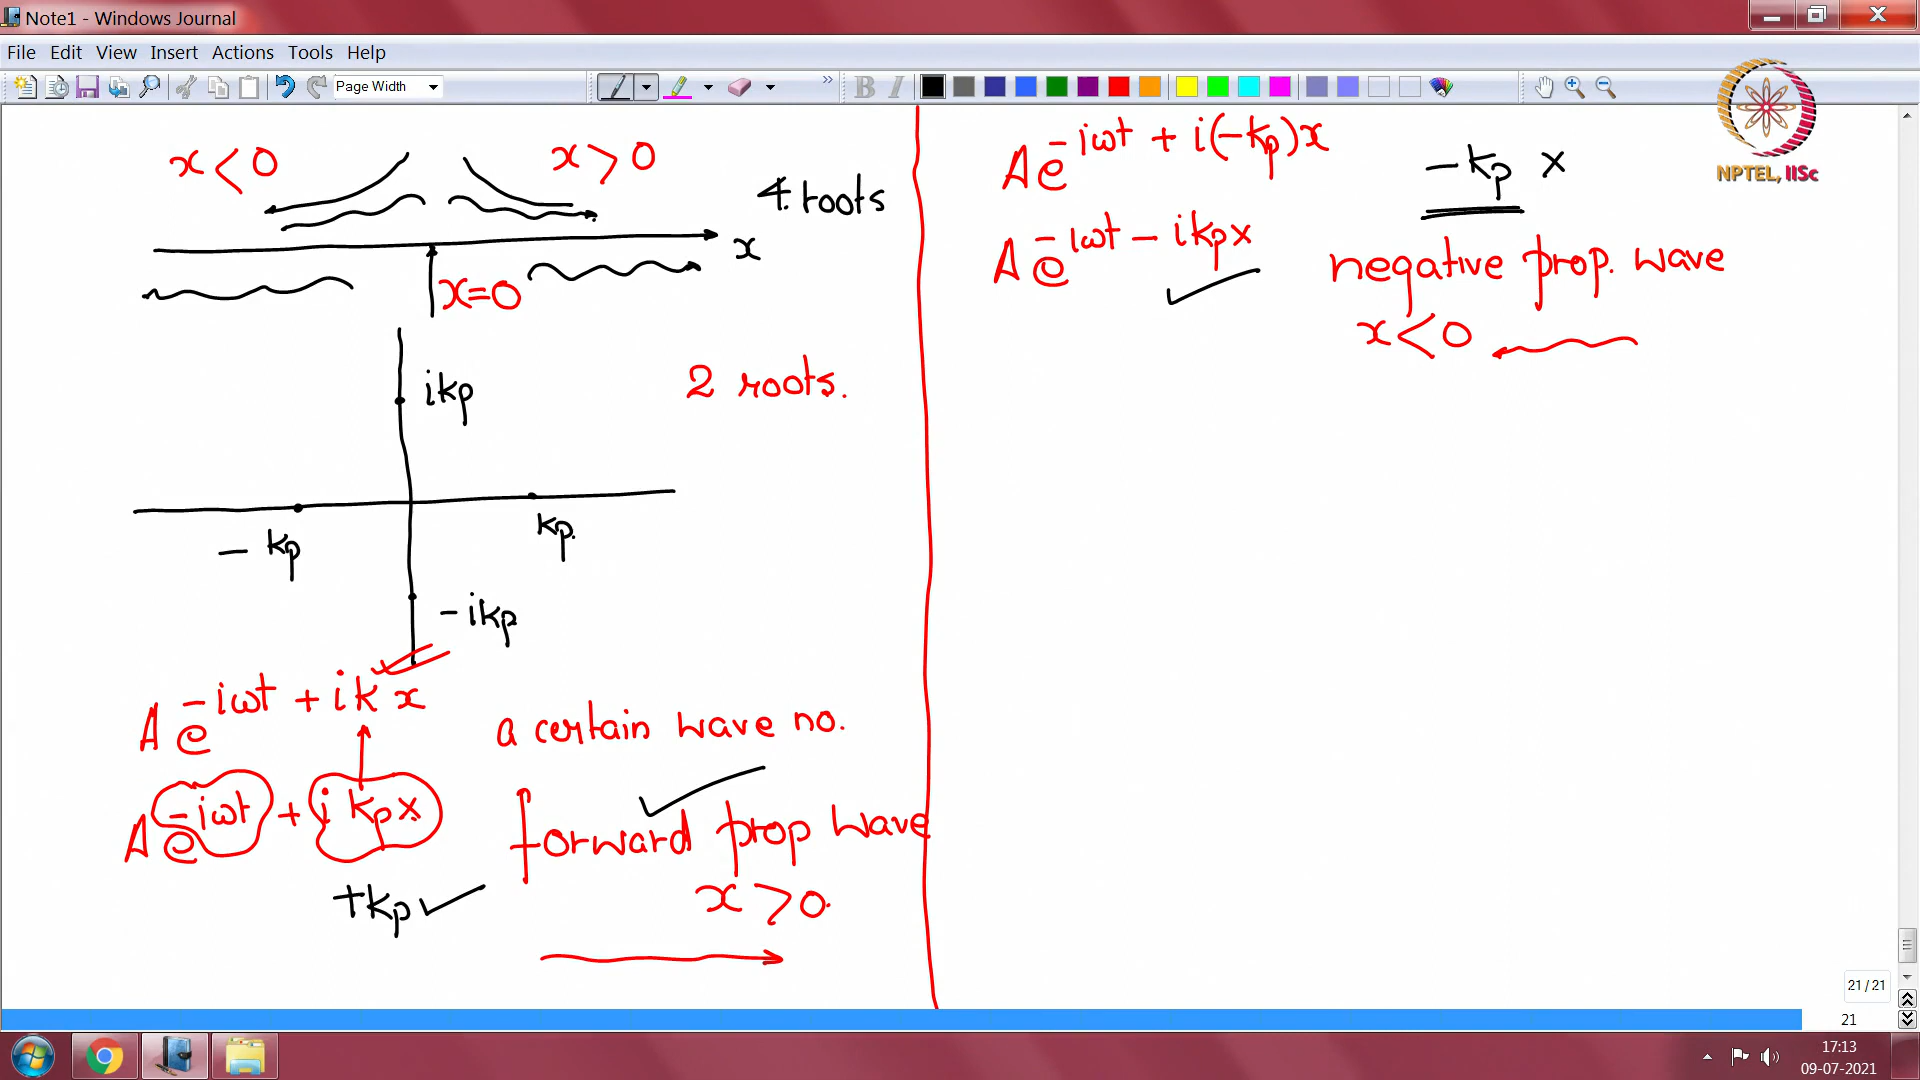 Note1 - Windows Journal
File Edit View Insert Actions Tools Help
Page Width
B I
NPTEL, IISc
x < 0
x > 0
4 roots
x
x=0
ikp
2 roots.
- kp
kp.
-ikp
A e^-iωt + ikx
a certain wave no.
A e^-iωt + i kp x
forward prop wave
+kp ✓
x > 0.
A e^-iωt + i(-kp)x
-kp x
A e^-iωt - ikpx
negative prop. wave
x < 0
21 / 21
21
17:13
09-07-2021